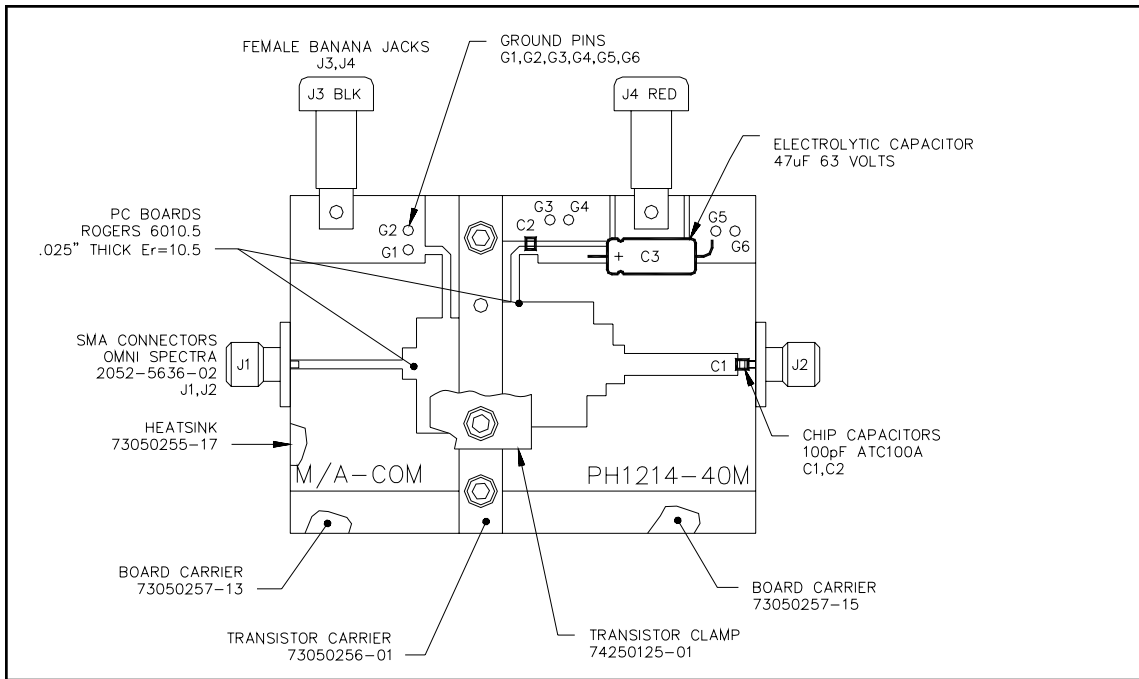 FEMALE BANANA JACKS
J3,J4
GROUND PINS
G1,G2,G3,G4,G5,G6
J3 BLK
J4 RED
ELECTROLYTIC CAPACITOR
47uF 63 VOLTS
PC BOARDS
ROGERS 6010.5
.025" THICK Er=10.5
G2
G1
G3
G4
C2
G5
G6
+
C3
SMA CONNECTORS
OMNI SPECTRA
2052-5636-02
J1,J2
J1
C1
J2
HEATSINK
73050255-17
CHIP CAPACITORS
100pF ATC100A
C1,C2
M/A-COM
PH1214-40M
BOARD CARRIER
73050257-13
BOARD CARRIER
73050257-15
TRANSISTOR CARRIER
73050256-01
TRANSISTOR CLAMP
74250125-01